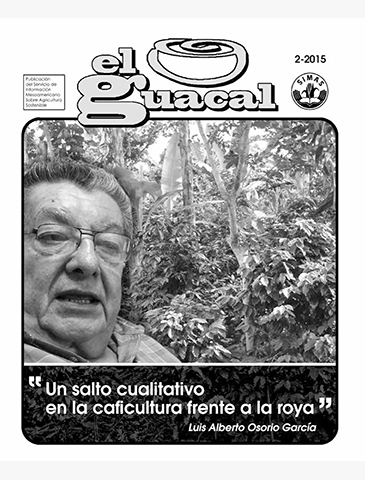 el guacal
2-2015
SIMAS
Publicación
del Servicio de
Información
Mesoamericano
Sobre Agricultura
Sostenible
“Un salto cualitativo
en la caficultura frente a la roya”
Luis Alberto Osorio García